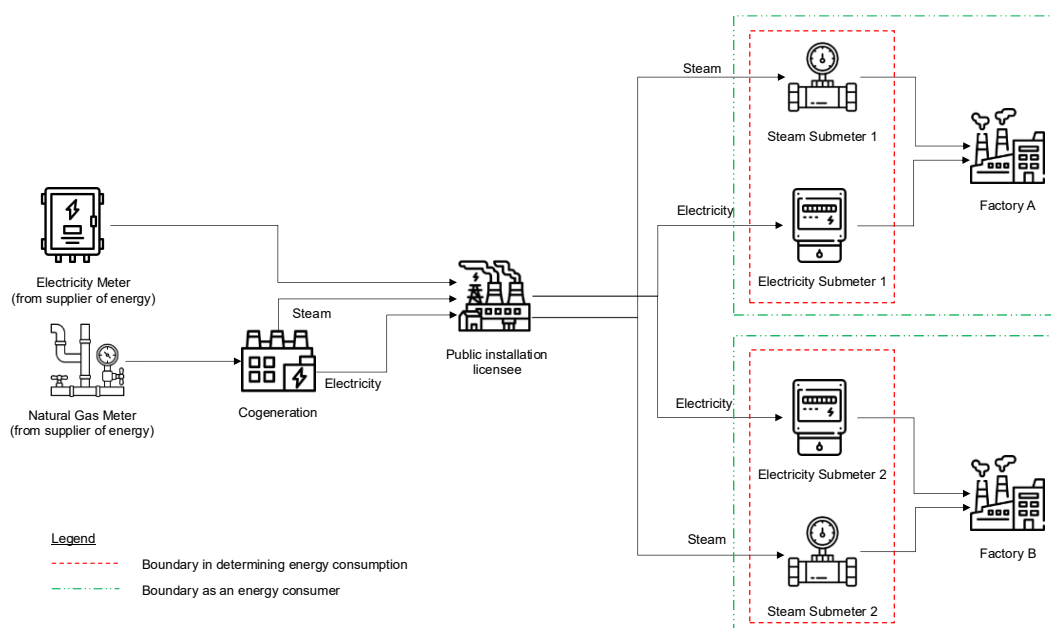 Steam
Steam Submeter 1
Factory A
Electricity
Electricity Submeter 1
Electricity Meter
(from supplier of energy)
Steam
Public installation
licensee
Electricity
Cogeneration
Natural Gas Meter
(from supplier of energy)
Electricity
Electricity Submeter 2
Factory B
Steam
Steam Submeter 2
Legend
Boundary in determining energy consumption
Boundary as an energy consumer